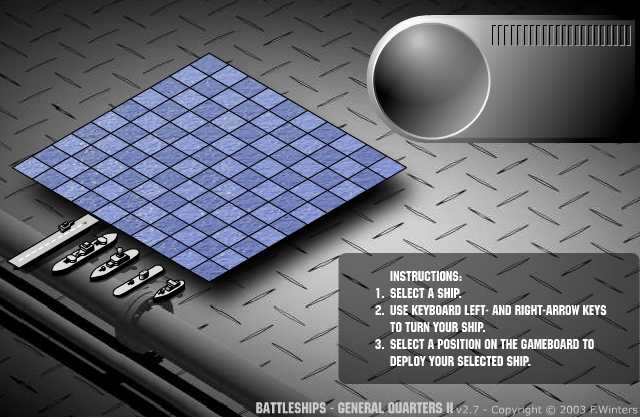 INSTRUCTIONS:
1. SELECT A SHIP.
2. USE KEYBOARD LEFT- AND RIGHT-ARROW KEYS
TO TURN YOUR SHIP.
3. SELECT A POSITION ON THE GAMEBOARD TO
DEPLOY YOUR SELECTED SHIP.
BATTLESHIPS - GENERAL QUARTERS II v2.7 - Copyright © 2003 F.Winters